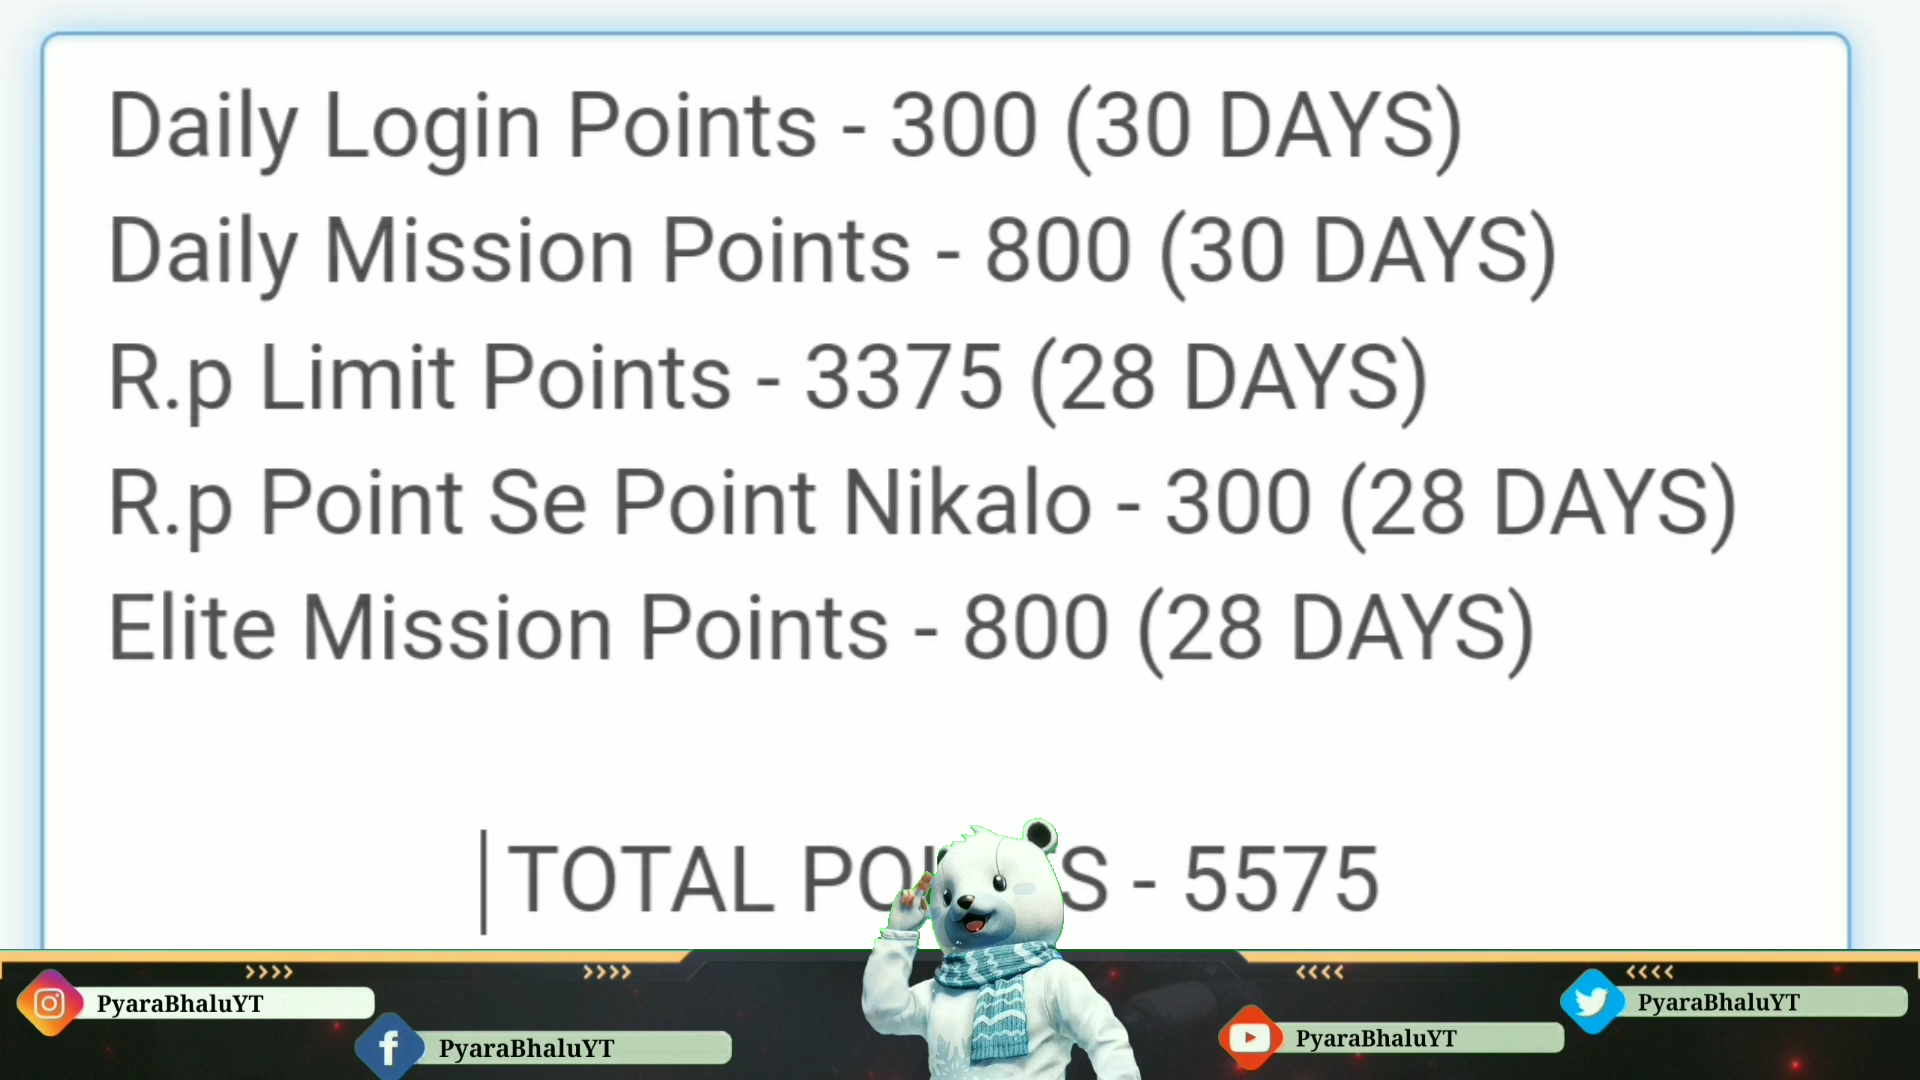 Daily Login Points - 300 (30 DAYS)
Daily Mission Points - 800 (30 DAYS)
R.p Limit Points - 3375 (28 DAYS)
R.p Point Se Point Nikalo - 300 (28 DAYS)
Elite Mission Points - 800 (28 DAYS)
TOTAL POINTS - 5575
PyaraBhaluYT
PyaraBhaluYT
PyaraBhaluYT
PyaraBhaluYT